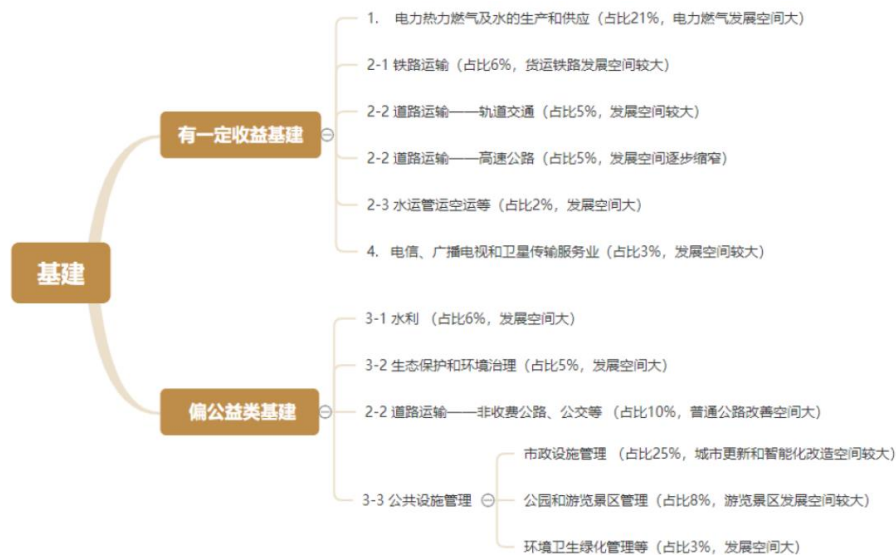 基建
有一定收益基建
1. 电力热力燃气及水的生产和供应（占比21%，电力燃气发展空间大）
2-1 铁路运输（占比6%，货运铁路发展空间较大）
2-2 道路运输——轨道交通（占比5%，发展空间较大）
2-2 道路运输——高速公路（占比5%，发展空间逐步缩窄）
2-3 水运管运空运等（占比2%，发展空间大）
4. 电信、广播电视和卫星传输服务业（占比3%，发展空间较大）
偏公益类基建
3-1 水利 （占比6%，发展空间大）
3-2 生态保护和环境治理（占比5%，发展空间大）
2-2 道路运输——非收费公路、公交等 （占比10%，普通公路改善空间大）
3-3 公共设施管理
市政设施管理 （占比25%，城市更新和智能化改造空间较大）
公园和游览景区管理（占比8%，游览景区发展空间较大）
环境卫生绿化管理等（占比3%，发展空间大）